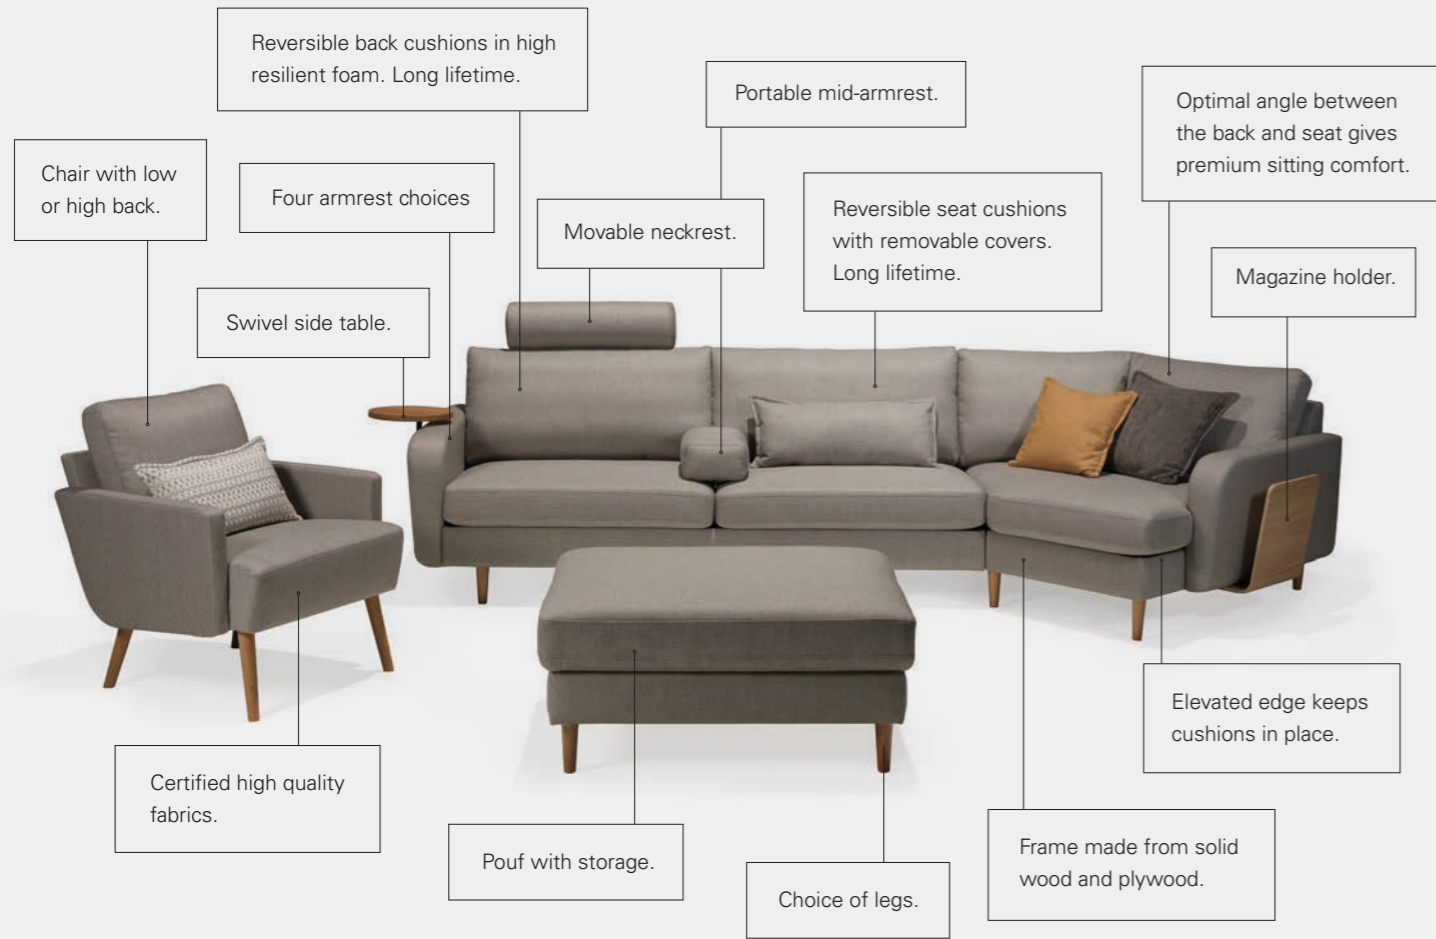 Reversible back cushions in high
resilient foam. Long lifetime.
Portable mid-armrest.
Optimal angle between
the back and seat gives
premium sitting comfort.
Chair with low
or high back.
Four armrest choices
Movable neckrest.
Reversible seat cushions
with removable covers.
Long lifetime.
Magazine holder.
Swivel side table.
Elevated edge keeps
cushions in place.
Certified high quality
fabrics.
Pouf with storage.
Choice of legs.
Frame made from solid
wood and plywood.